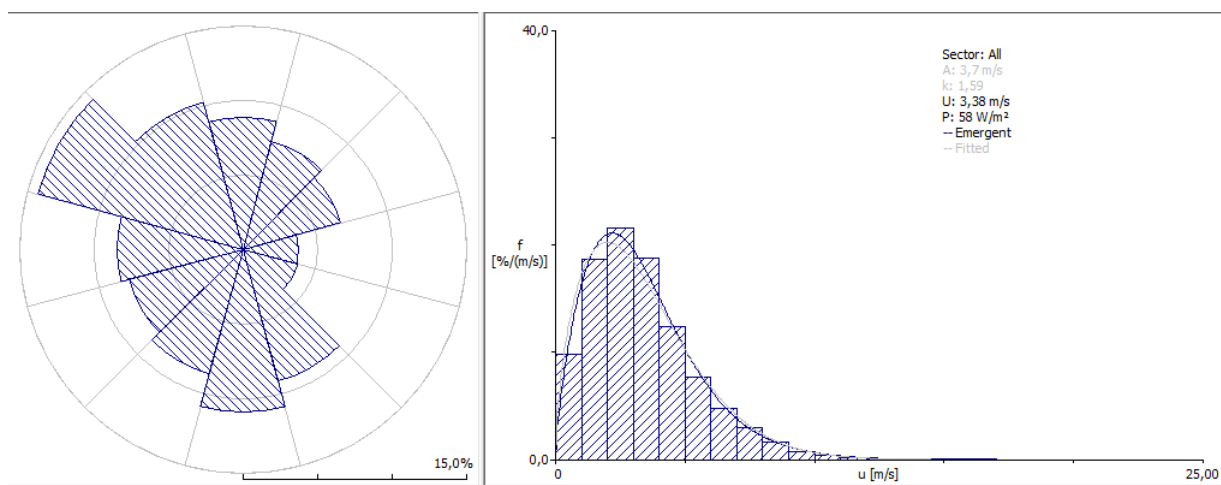 15,0%
40,0
f
[%/(m/s)]
0,0
0
u [m/s]
25,00
Sector: All
A: 3,7 m/s
k: 1,59
U: 3,38 m/s
P: 58 W/m²
-- Emergent
-- Fitted